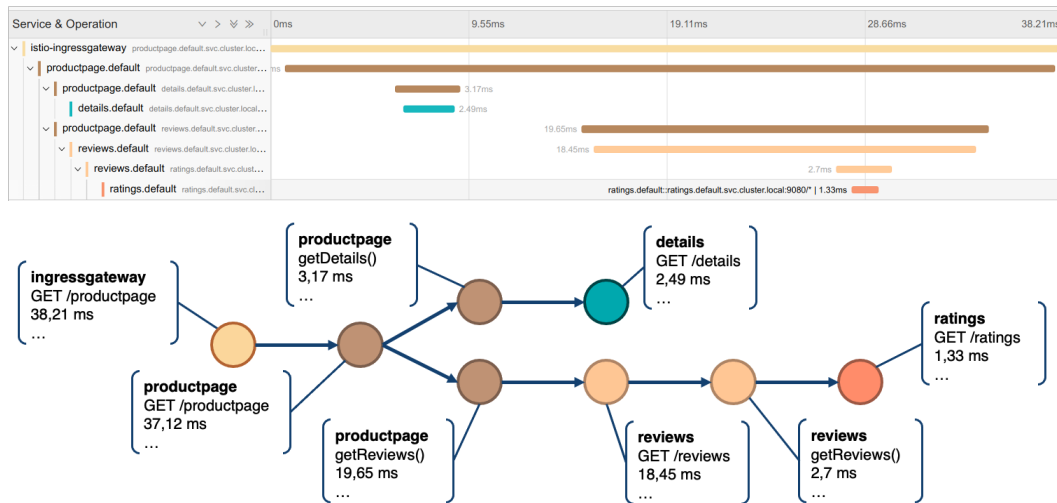 Service & Operation
0ms
9.55ms
19.11ms
28.66ms
38.21ms
istio-ingressgateway productpage.default.svc.cluster.loc...
productpage.default productpage.default.svc.cluster....
ms
productpage.default details.default.svc.cluster.l...
3.17ms
details.default details.default.svc.cluster.local...
2.49ms
productpage.default reviews.default.svc.cluster....
19.65ms
reviews.default reviews.default.svc.cluster.lo...
18.45ms
reviews.default ratings.default.svc.clust...
2.7ms
ratings.default ratings.default.svc.cl...
ratings.default::ratings.default.svc.cluster.local:9080/* | 1.33ms
productpage
getDetails()
3,17 ms
...
details
GET /details
2,49 ms
...
ingressgateway
GET /productpage
38,21 ms
...
ratings
GET /ratings
1,33 ms
...
productpage
GET /productpage
37,12 ms
...
productpage
getReviews()
19,65 ms
...
reviews
GET /reviews
18,45 ms
...
reviews
getReviews()
2,7 ms
...